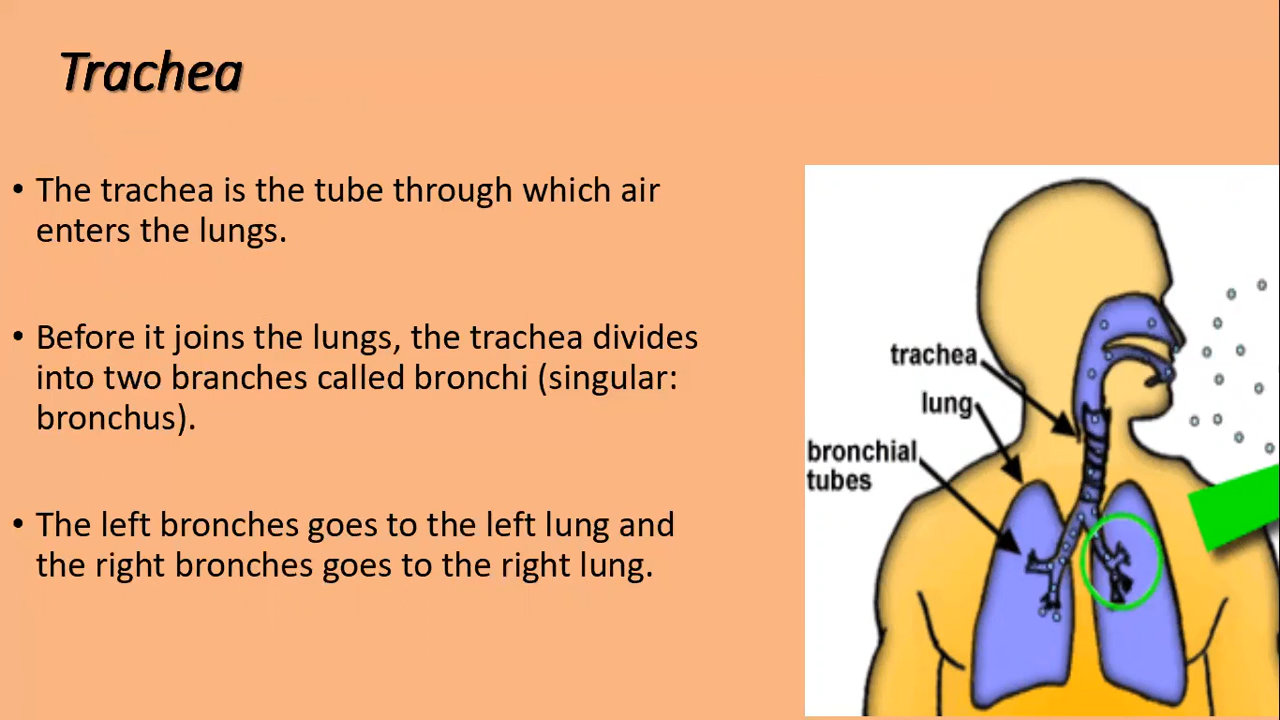 Trachea
• The trachea is the tube through which air
enters the lungs.
• Before it joins the lungs, the trachea divides
into two branches called bronchi (singular:
bronchus).
• The left bronches goes to the left lung and
the right bronches goes to the right lung.
trachea
lung
bronchial
tubes